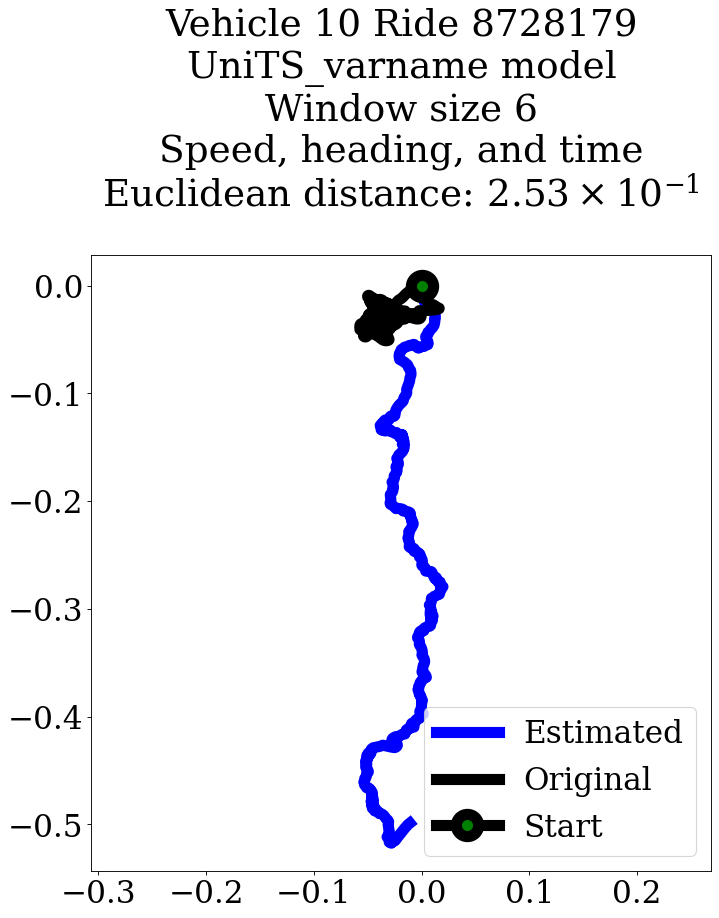 Vehicle 10 Ride 8728179
UniTS_varname model
Window size 6
Speed, heading, and time
Euclidean distance: 2.53 × 10⁻¹
0.0
−0.1
−0.2
−0.3
−0.4
−0.5
Estimated
Original
Start
−0.3 −0.2 −0.1 0.0 0.1 0.2